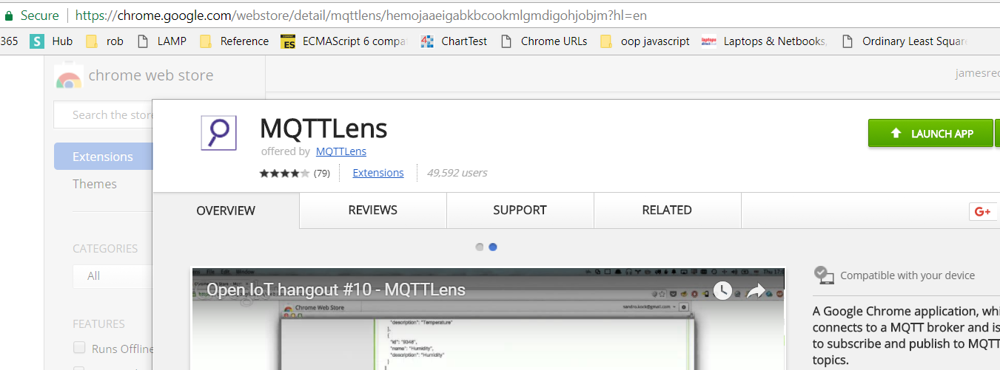 Secure https://chrome.google.com/webstore/detail/mqttlens/hemojaaeigabkbcookmlgmdigohjobjm?hl=en
365 S Hub rob LAMP Reference ES ECMAScript 6 compa ChartTest Chrome URLs oop javascript Laptops & Netbooks, Ordinary Least Squar
chrome web store
jamesrec
Search the store
MQTTLens
LAUNCH APP
offered by MQTTLens
(79) Extensions 49,592 users
Extensions
Themes
OVERVIEW REVIEWS SUPPORT RELATED
G+
CATEGORIES
All
Compatible with your device
Open IoT hangout #10 - MQTTLens
Chrome Web Store
A Google Chrome application, whi
connects to a MQTT broker and is
to subscribe and publish to MQTT
topics.
FEATURES
Runs Offline
"description": "Temperature"
},
{
"id": "9348",
"name": "Humidity",
"description": "Humidity"
}